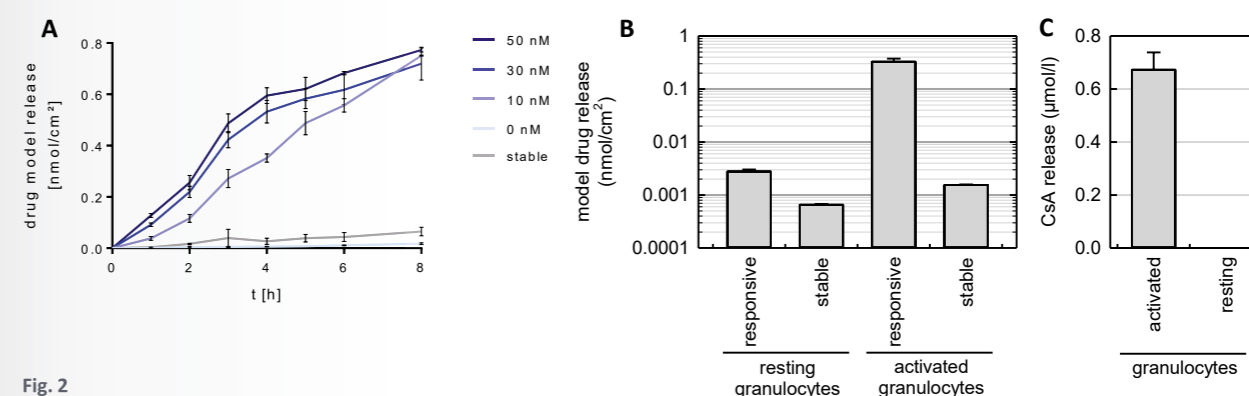 A
drug model release
[nmol/cm²]
0.8
0.6
0.4
0.2
0.0
0 2 4 6 8
t [h]
50 nM
30 nM
10 nM
0 nM
stable
B
model drug release
(nmol/cm²)
1
0.1
0.01
0.001
0.0001
responsive
stable
responsive
stable
resting
granulocytes
activated
granulocytes
C
CsA release (µmol/l)
0.8
0.6
0.4
0.2
0.0
activated
resting
granulocytes
Fig. 2